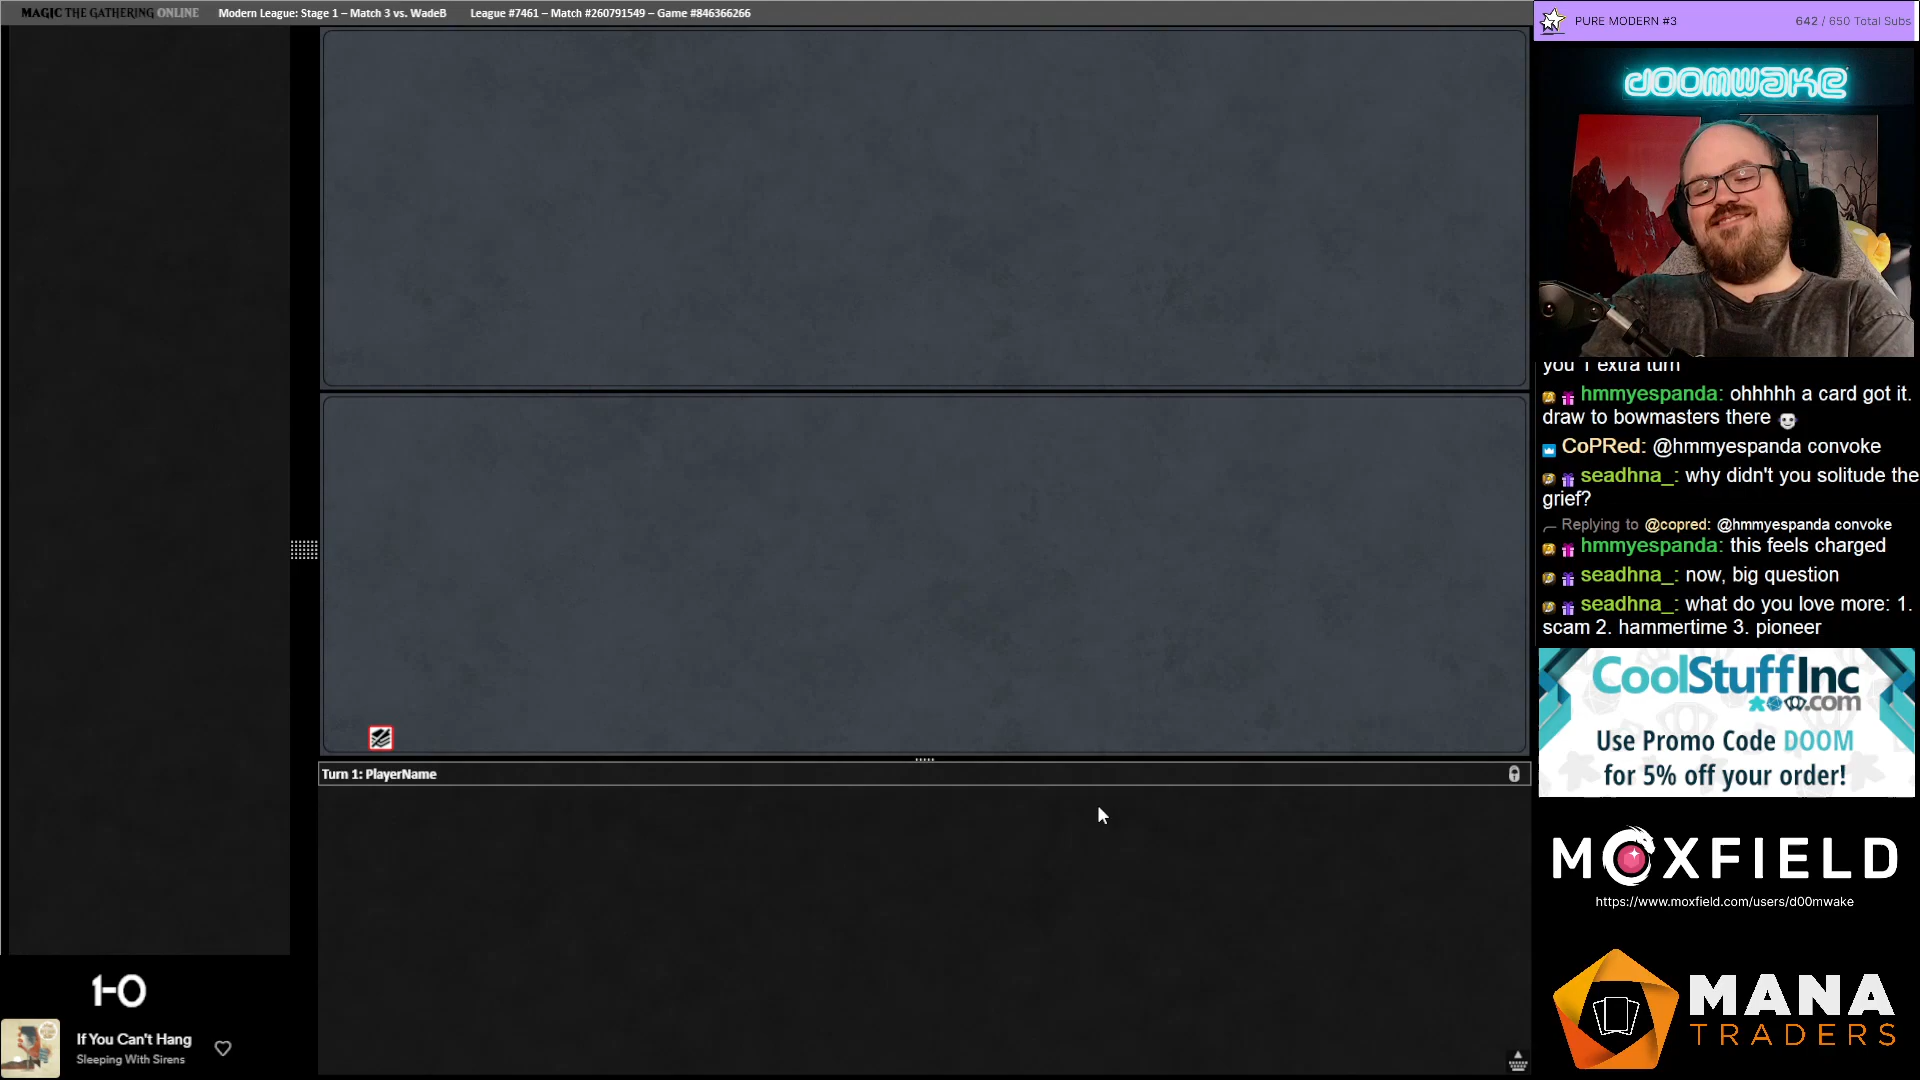 MAGIC THE GATHERING ONLINE
Modern League: Stage 1 – Match 3 vs. WadeB
League #7461 – Match #260791549 – Game #846366266
PURE MODERN #3
642 / 650 Total Subs
doomwake
you 1 extra turn
hmmyespanda: ohhhhh a card got it.
draw to bowmasters there
CoPRed: @hmmyespanda convoke
seadhna_: why didn't you solitude the
grief?
Replying to @copred: @hmmyespanda convoke
hmmyespanda: this feels charged
seadhna_: now, big question
seadhna_: what do you love more: 1.
scam 2. hammertime 3. pioneer
CoolStuffInc
.com
Use Promo Code DOOM
for 5% off your order!
Turn 1: PlayerName
MOXFIELD
https://www.moxfield.com/users/d00mwake
MANA
TRADERS
1-0
If You Can't Hang
Sleeping With Sirens